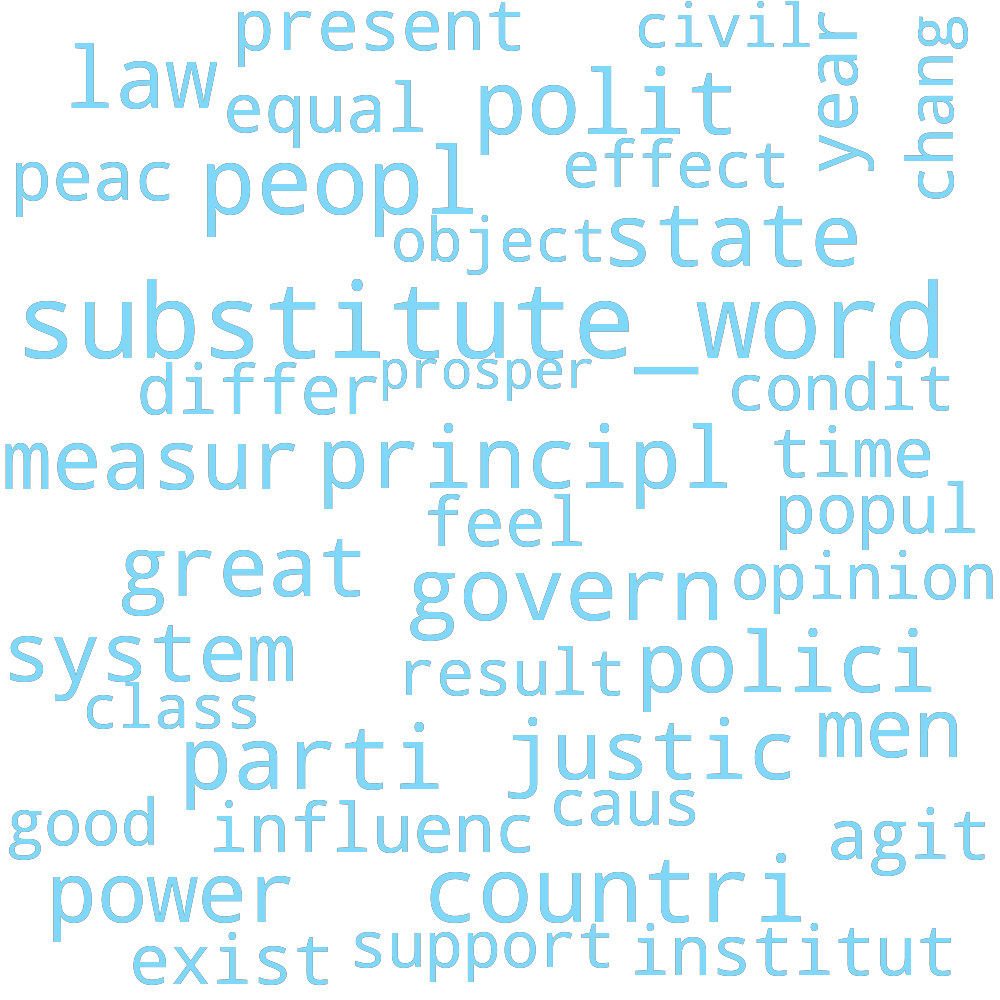 present civil
law year chang
equal polit
peac peopl effect
object state
substitute_word
differ prosper condit
measur principl time
feel popul
great govern opinion
system result polici
class
parti justic men
good influenc caus agit
power countri
exist support institut